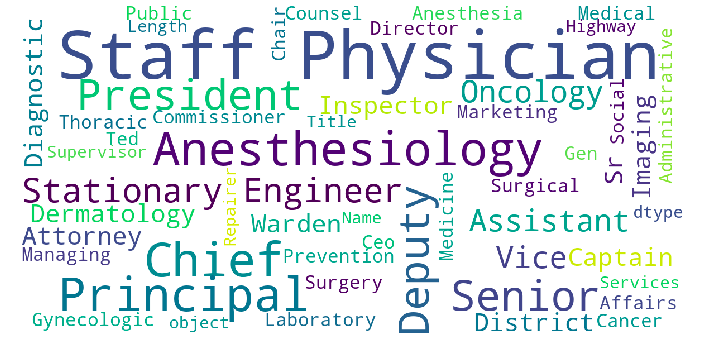 Public Length Chair Counsel Director Anesthesia Medical Highway
Diagnostic Staff Physician
President Inspector Oncology
Thoracic Commissioner Title Marketing
Ted Supervisor Anesthesiology Gen Sr Social Imaging Administrative
Stationary Engineer Surgical
Dermatology Repairer Warden Name Deputy Medicine Assistant dtype
Attorney Chief Ceo Vice Captain
Managing Prevention
Principal Surgery Senior Services
Affairs
Gynecologic object Laboratory District Cancer